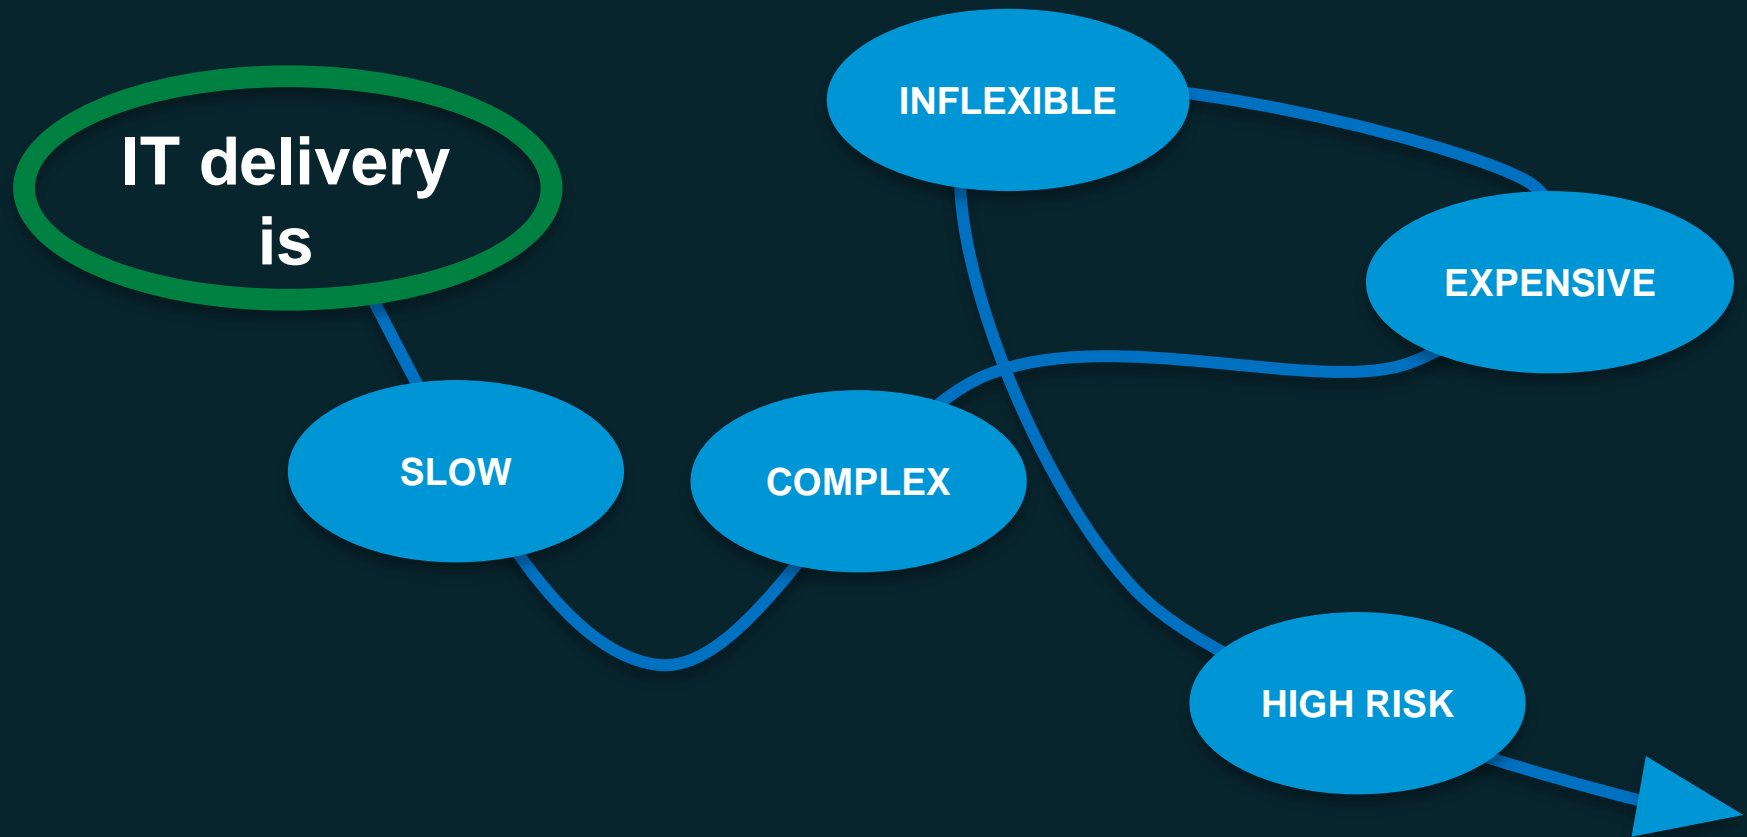 IT delivery
is
SLOW
COMPLEX
EXPENSIVE
INFLEXIBLE
HIGH RISK